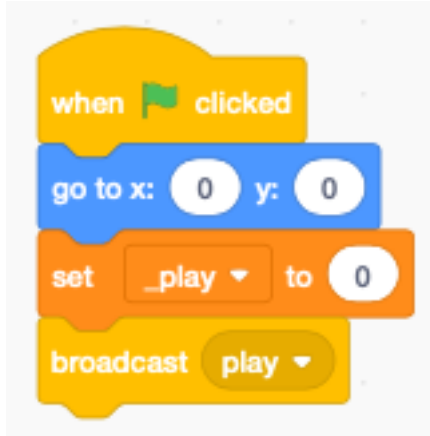 when clicked
go to x: 0 y: 0
set _play to 0
broadcast play